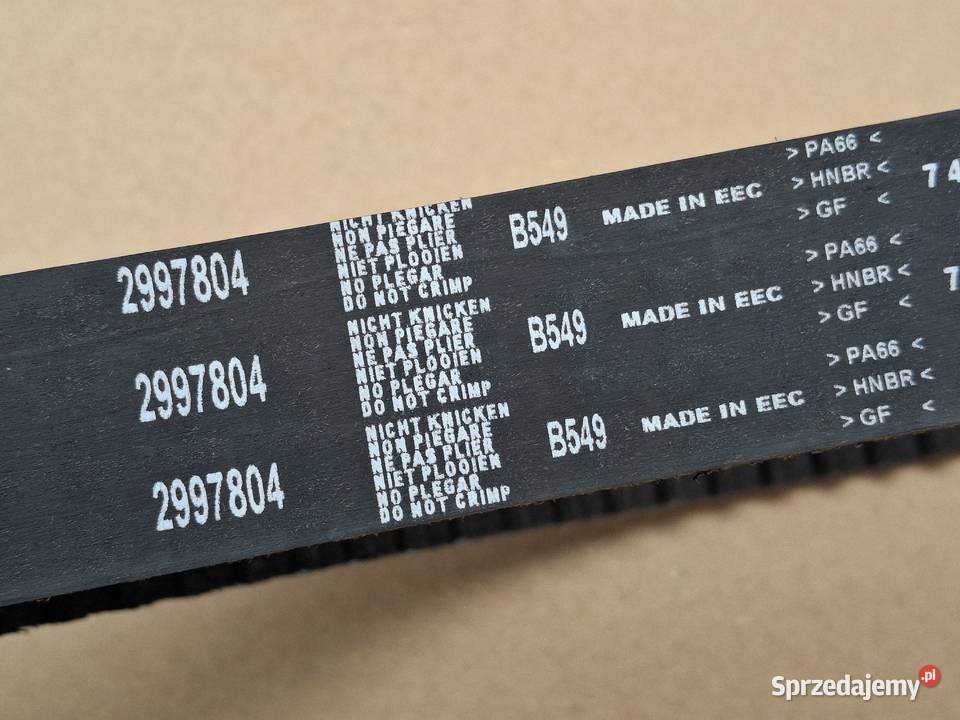 2997804
NICHT KNICKEN
NON PIEGARE
NE PAS PLIER
NIET PLOOIEN
NO PLEGAR
DO NOT CRIMP
B549
MADE IN EEC
> PA66 <
> HNBR <
> GF <
7 4
2997804
NICHT KNICKEN
NON PIEGARE
NE PAS PLIER
NIET PLOOIEN
NO PLEGAR
DO NOT CRIMP
B549
MADE IN EEC
> PA66 <
> HNBR <
> GF <
7
2997804
NICHT KNICKEN
NON PIEGARE
NE PAS PLIER
NIET PLOOIEN
NO PLEGAR
DO NOT CRIMP
B549
MADE IN EEC
> PA66 <
> HNBR <
> GF <
Sprzedajemy.pl